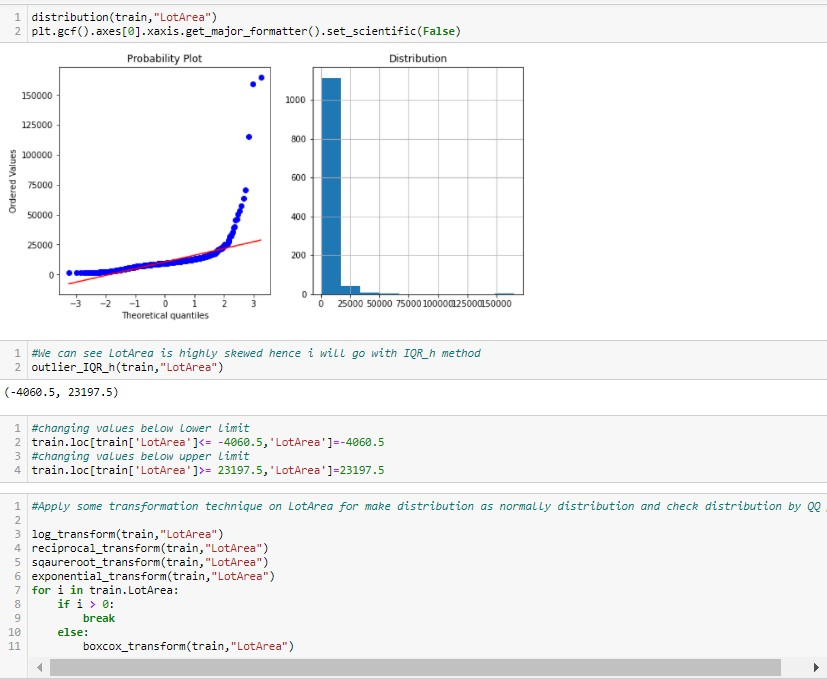 1 distribution(train,"LotArea")
2 plt.gcf().axes[0].xaxis.get_major_formatter().set_scientific(False)
Probability Plot
Distribution
150000
125000
100000
75000
50000
25000
0
Ordered Values
−3 −2 −1 0 1 2 3
Theoretical quantiles
1000
800
600
400
200
0
0 25000 50000 75000100000125000150000
1 #We can see LotArea is highly skewed hence i will go with IQR_h method
2 outlier_IQR_h(train,"LotArea")
(-4060.5, 23197.5)
1 #changing values below lower limit
2 train.loc[train['LotArea']<= -4060.5,'LotArea']=-4060.5
3 #changing values below upper limit
4 train.loc[train['LotArea']>= 23197.5,'LotArea']=23197.5
1 #Apply some transformation technique on LotArea for make distribution as normally distribution and check distribution by QQ
2
3 log_transform(train,"LotArea")
4 reciprocal_transform(train,"LotArea")
5 sqaureroot_transform(train,"LotArea")
6 exponential_transform(train,"LotArea")
7 for i in train.LotArea:
8 if i > 0:
9 break
10 else:
11 boxcox_transform(train,"LotArea")